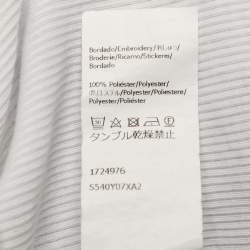 Bordado/Embroidery/刺しゅう/
Broderie/Ricamo/Stickerei/
Bordado
100% Poliéster/Polyester/
ポリエステル/Polyester/Poliestere/
Polyester/Poliéster
タンブル乾燥禁止
1724976
S540Y07XA2